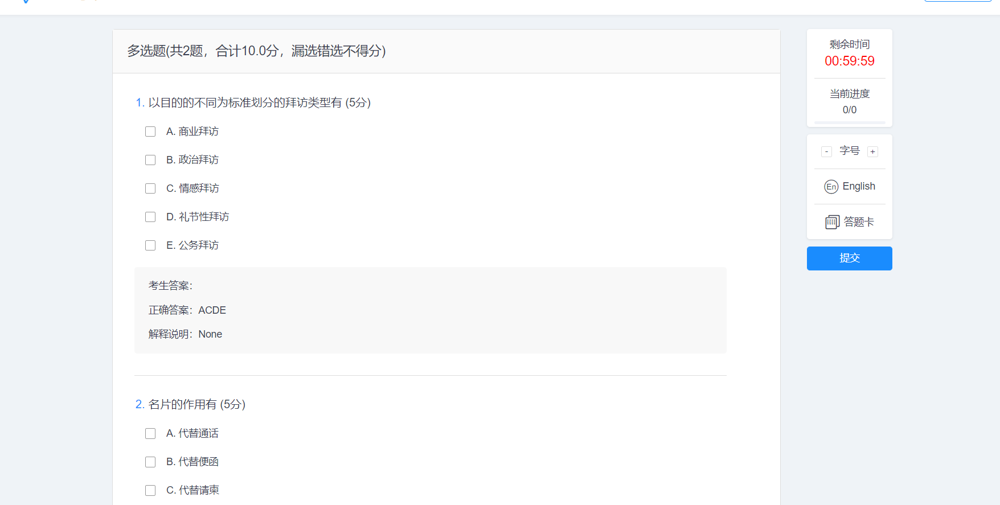 多选题(共2题，合计10.0分，漏选错选不得分)
1. 以目的的不同为标准划分的拜访类型有 (5分)
A. 商业拜访
B. 政治拜访
C. 情感拜访
D. 礼节性拜访
E. 公务拜访
考生答案：
正确答案：ACDE
解释说明：None
2. 名片的作用有 (5分)
A. 代替通话
B. 代替便函
C. 代替请柬
剩余时间
00:59:59
当前进度
0/0
- 字号 +
En English
答题卡
提交